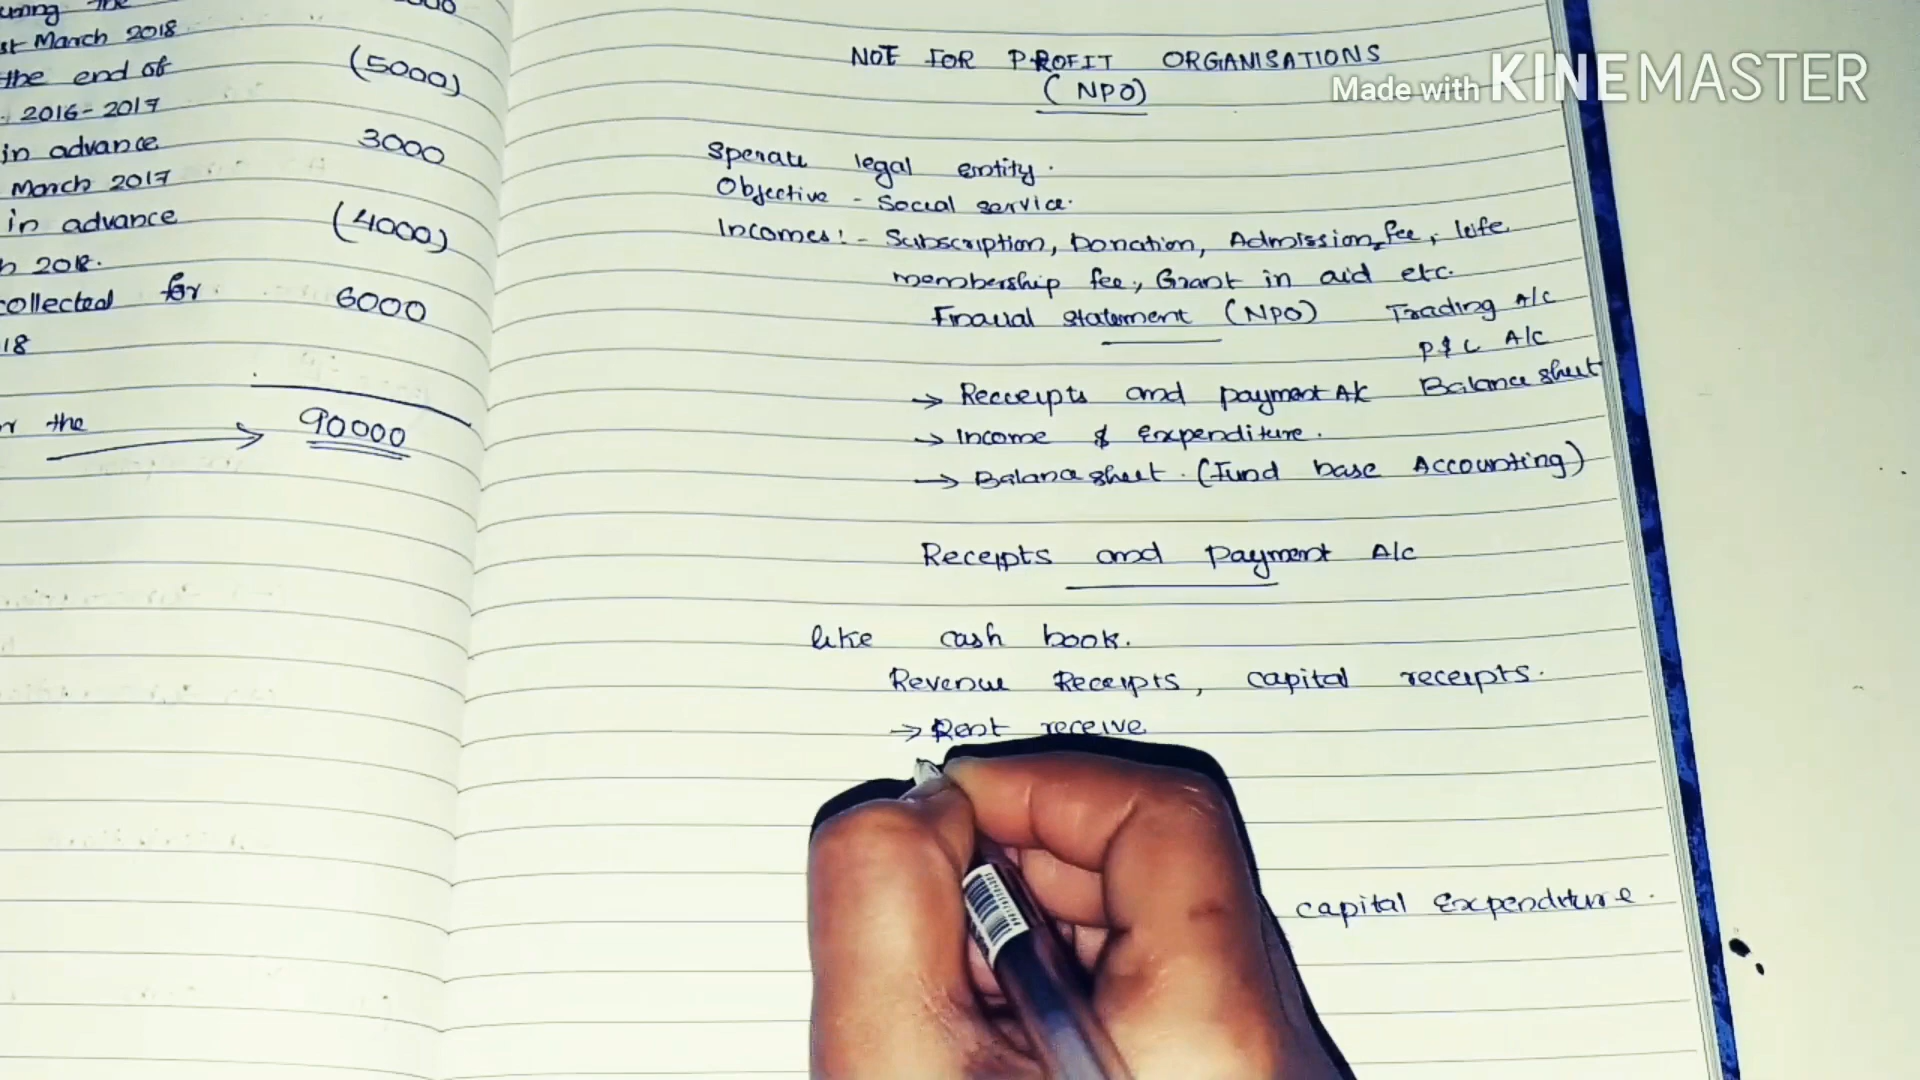 the
st March 2018
the end of
(5000)
2016-2017
in advance
3000
March 2017
in advance
(4000)
2018.
collected for
6000
18
the
90000
NOT FOR PROFIT ORGANISATIONS
(NPO)
Made with KINEMASTER
Sperate legal entity.
Objective - Social service.
Incomes:- Subscription, Donation, Admission fee, life
membership fee, Grant in aid etc.
Finacial statement (NPO) Trading A/c
P & L A/c
→ Recceipts and payment A/c Balance sheet
→ Income & Expenditure.
→ Balance sheet. (Fund base Accounting)
Receipts and payment A/c
like cash book.
Revenue Receipts, capital receipts.
→ Rent receive
capital Expenditure.